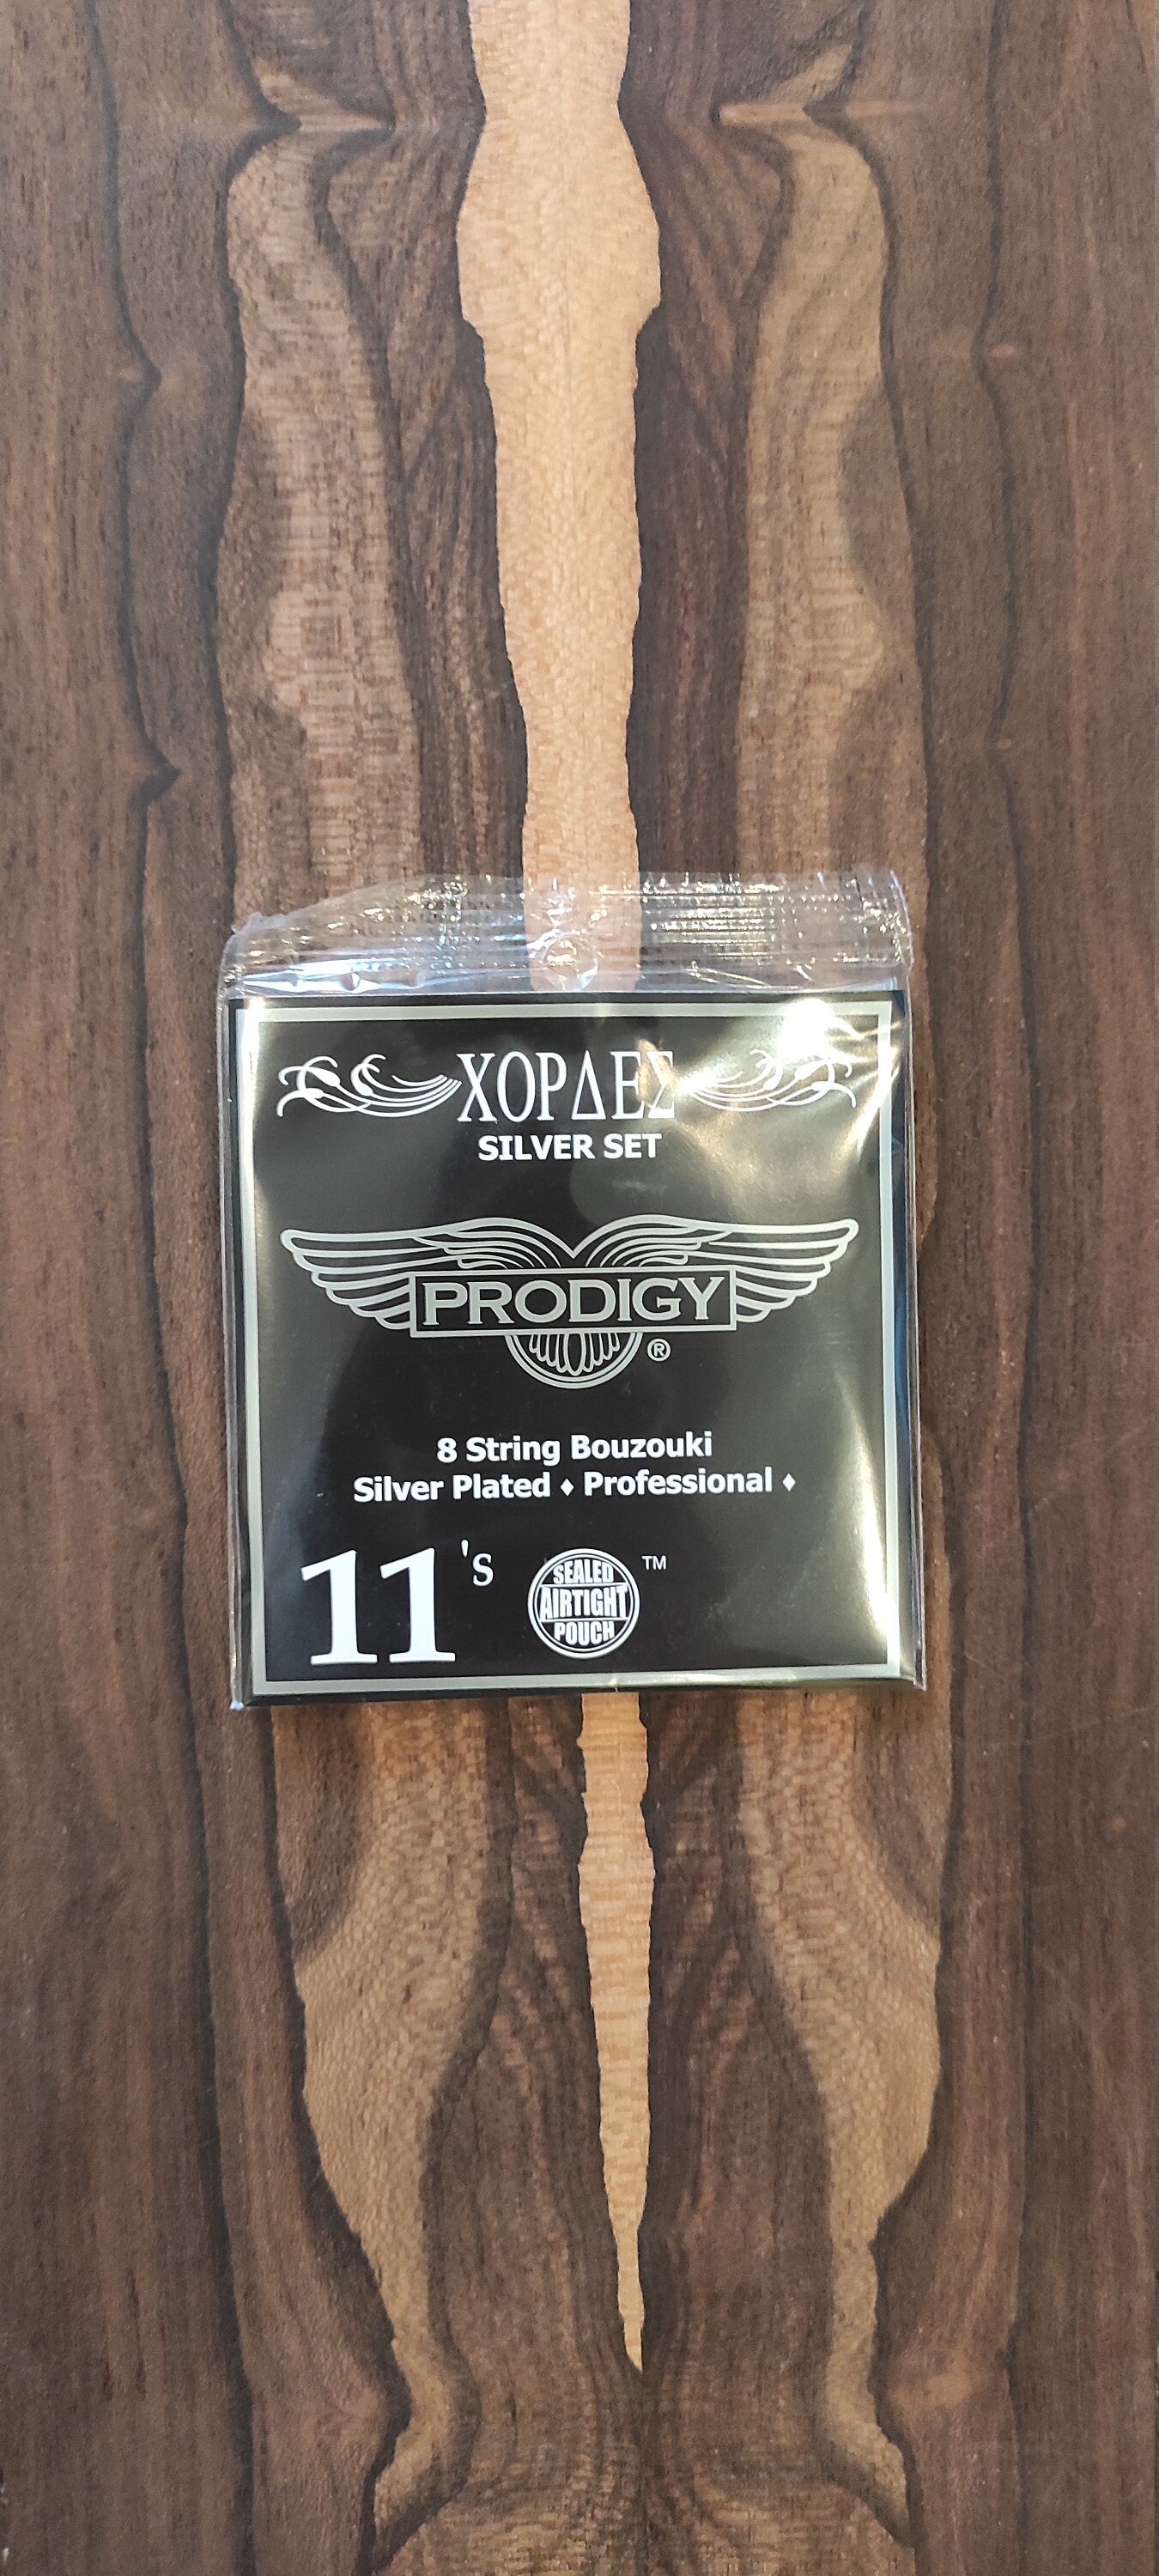 ΧΟΡΔΕΣ
SILVER SET
PRODIGY
®
8 String Bouzouki
Silver Plated ♦ Professional ♦
11's
SEALED
AIRTIGHT
POUCH
™